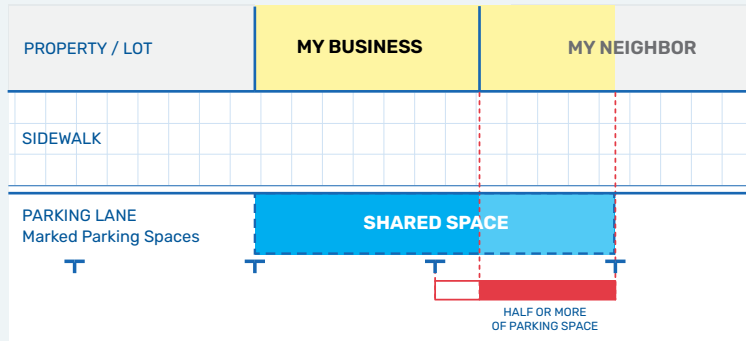 PROPERTY / LOT
MY BUSINESS
MY NEIGHBOR
SIDEWALK
PARKING LANE
Marked Parking Spaces
SHARED SPACE
HALF OR MORE
OF PARKING SPACE